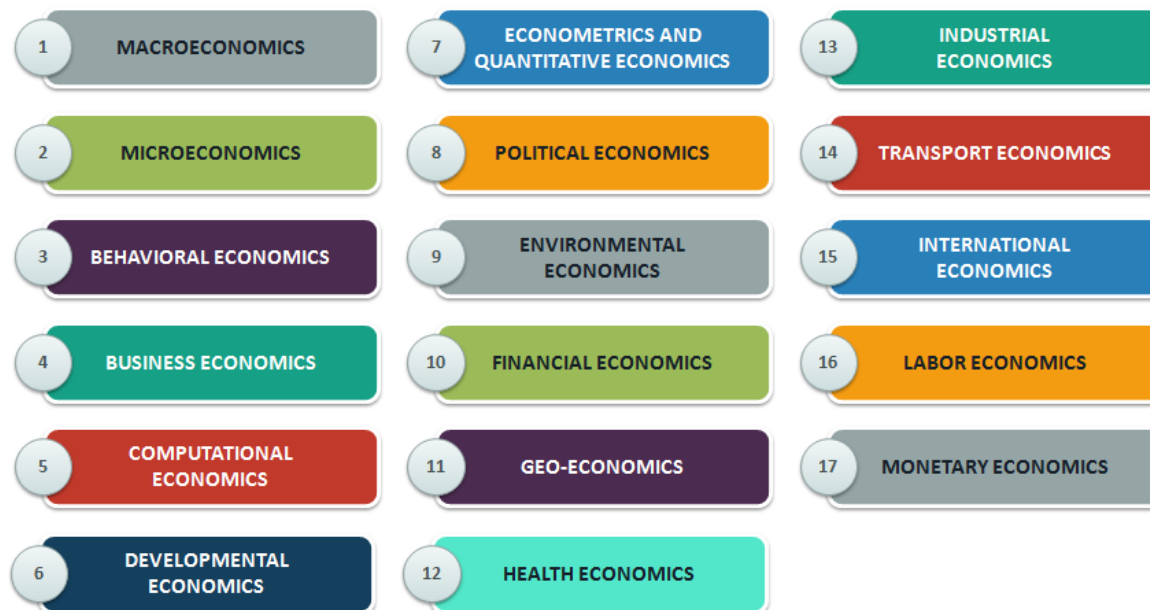 1
MACROECONOMICS
2
MICROECONOMICS
3
BEHAVIORAL ECONOMICS
4
BUSINESS ECONOMICS
5
COMPUTATIONAL
ECONOMICS
6
DEVELOPMENTAL
ECONOMICS
7
ECONOMETRICS AND
QUANTITATIVE ECONOMICS
8
POLITICAL ECONOMICS
9
ENVIRONMENTAL
ECONOMICS
10
FINANCIAL ECONOMICS
11
GEO-ECONOMICS
12
HEALTH ECONOMICS
13
INDUSTRIAL
ECONOMICS
14
TRANSPORT ECONOMICS
15
INTERNATIONAL
ECONOMICS
16
LABOR ECONOMICS
17
MONETARY ECONOMICS